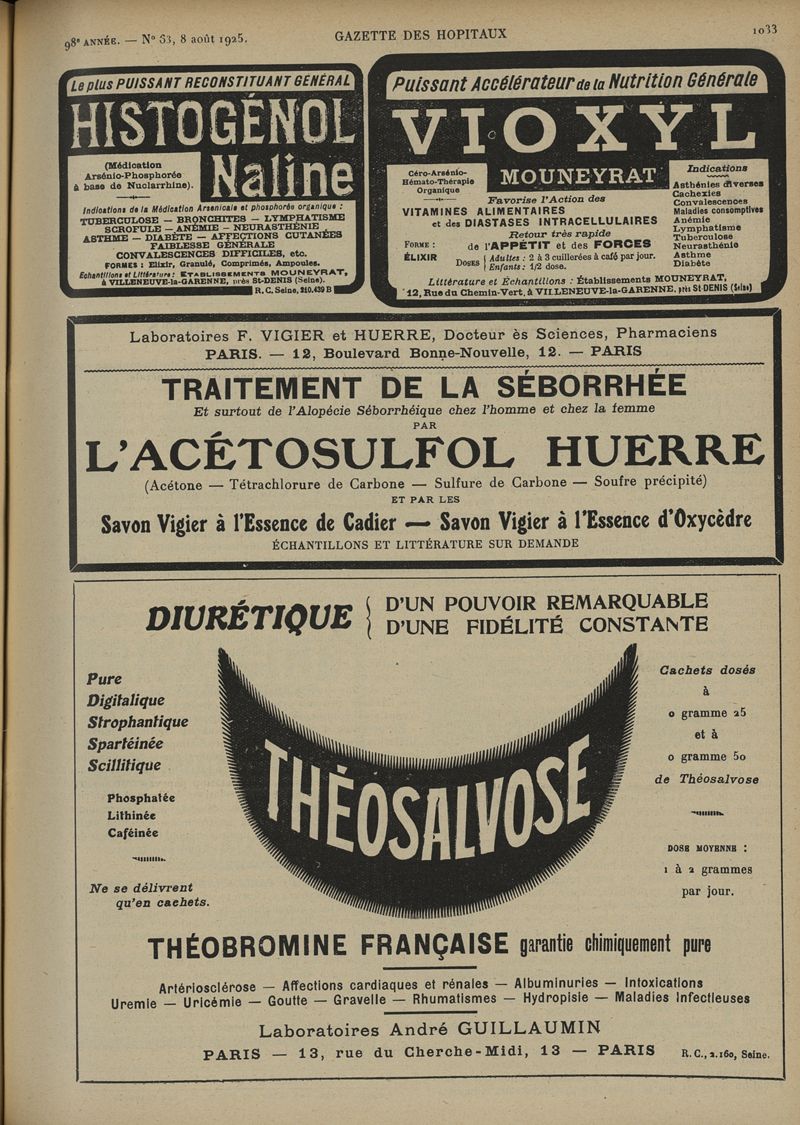 98e ANNÉE. — No 63, 8 août 1925.
GAZETTE DES HOPITAUX
1033
Le plus PUISSANT RECONSTITUANT GÉNÉRAL
HISTOGÉNOL
Naline
(Médication
Arsénio-Phosphorée
à base de Nuclarrhine).
Indications de la Médication Arsenicale et phosphorée organique :
TUBERCULOSE — BRONCHITES — LYMPHATISME
SCROFULE — ANÉMIE — NEURASTHÉNIE
ASTHME — DIABÈTE — AFFECTIONS CUTANÉES
FAIBLESSE GÉNÉRALE
CONVALESCENCES DIFFICILES, etc.
FORMES : Elixir, Granulé, Comprimés, Ampoules.
Echantillons et Littérature : ÉTABLISSEMENTS MOUNEYRAT,
à VILLENEUVE-la-GARENNE, près St-DENIS (Seine).
R. C. Seine, 210.439 B
Puissant Accélérateur de la Nutrition Générale
VIOXYL
MOUNEYRAT
Céro-Arsénio-
Hémato-Thérapie
Organique
Favorise l'Action des
VITAMINES ALIMENTAIRES
et des DIASTASES INTRACELLULAIRES
Retour très rapide
de l'APPÉTIT et des FORCES
FORME :
ÉLIXIR
DOSES { Adultes : 2 à 3 cuillerées à café par jour.
Enfants : 1/2 dose.
Indications
Asthénies diverses
Cachexies
Convalescences
Maladies consomptives
Anémie
Lymphatisme
Tuberculose
Neurasthénie
Asthme
Diabète
Littérature et Echantillons : Établissements MOUNEYRAT,
12, Rue du Chemin-Vert, à VILLENEUVE-la-GARENNE, près St-DENIS (Seine)
Laboratoires F. VIGIER et HUERRE, Docteur ès Sciences, Pharmaciens
PARIS. — 12, Boulevard Bonne-Nouvelle, 12. — PARIS
TRAITEMENT DE LA SÉBORRHÉE
Et surtout de l'Alopécie Séborrhéique chez l'homme et chez la femme
PAR
L'ACÉTOSULFOL HUERRE
(Acétone — Tétrachlorure de Carbone — Sulfure de Carbone — Soufre précipité)
ET PAR LES
Savon Vigier à l'Essence de Cadier — Savon Vigier à l'Essence d'Oxycèdre
ÉCHANTILLONS ET LITTÉRATURE SUR DEMANDE
DIURÉTIQUE { D'UN POUVOIR REMARQUABLE
D'UNE FIDÉLITÉ CONSTANTE
Pure
Digitalique
Strophantique
Spartéinée
Scillitique
Phosphatée
Lithinée
Caféinée
Ne se délivrent
qu'en cachets.
THÉOSALVOSE
Cachets dosés
à
0 gramme 25
et à
0 gramme 50
de Théosalvose
DOSE MOYENNE :
1 à 2 grammes
par jour.
THÉOBROMINE FRANÇAISE garantie chimiquement pure
Artériosclérose — Affections cardiaques et rénales — Albuminuries — Intoxications
Uremie — Uricémie — Goutte — Gravelle — Rhumatismes — Hydropisie — Maladies Infectieuses
Laboratoires André GUILLAUMIN
PARIS — 13, rue du Cherche-Midi, 13 — PARIS
R. C., 2.160, Seine.